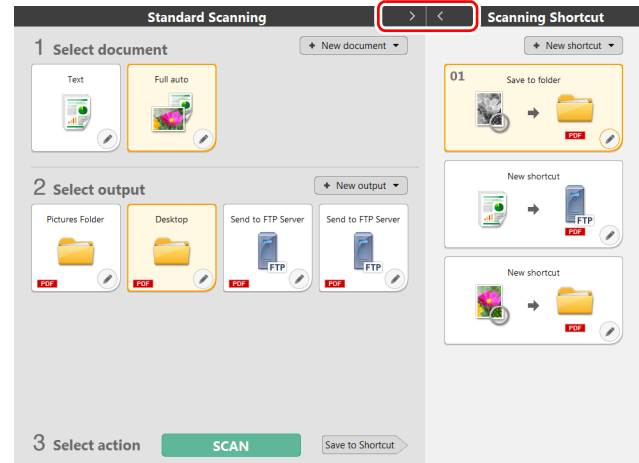 Standard Scanning > < Scanning Shortcut
1 Select document
+ New document
Text
Full auto
2 Select output
+ New output
Pictures Folder
PDF
Desktop
PDF
Send to FTP Server
FTP
PDF
Send to FTP Server
FTP
PDF
3 Select action
SCAN
Save to Shortcut
+ New shortcut
01 Save to folder
PDF
New shortcut
FTP
PDF
New shortcut
PDF